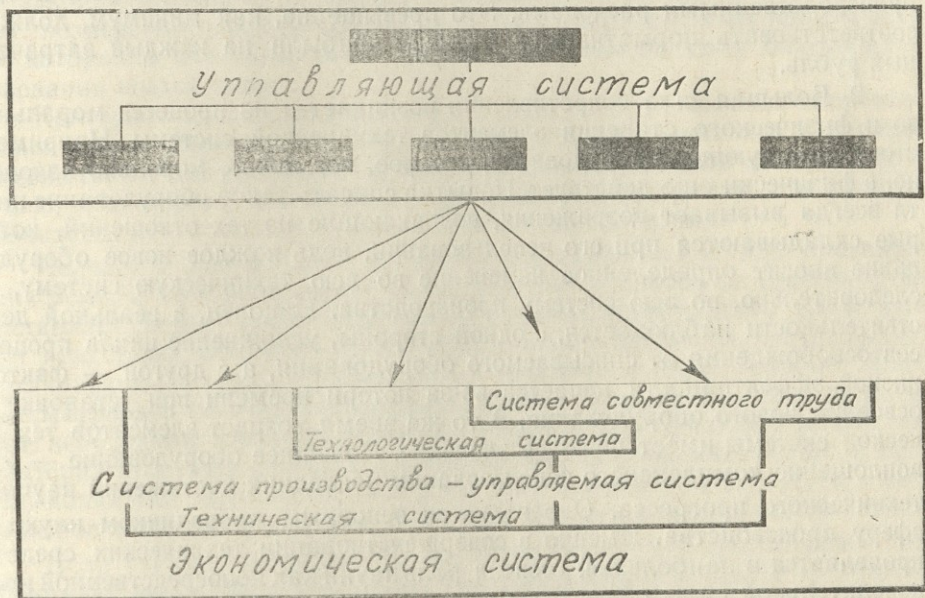 Управляющая система
Система совместного труда
Технологическая система
Система производства – управляемая система
Техническая система
Экономическая система